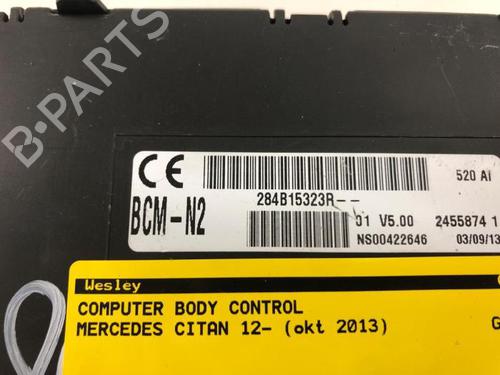 B-PARTS
CE
520 AI
284B15323R--
BCM-N2
01 V5.00 2455874 1
NS00422646 03/09/13
Wesley
COMPUTER BODY CONTROL
MERCEDES CITAN 12- (okt 2013)
G